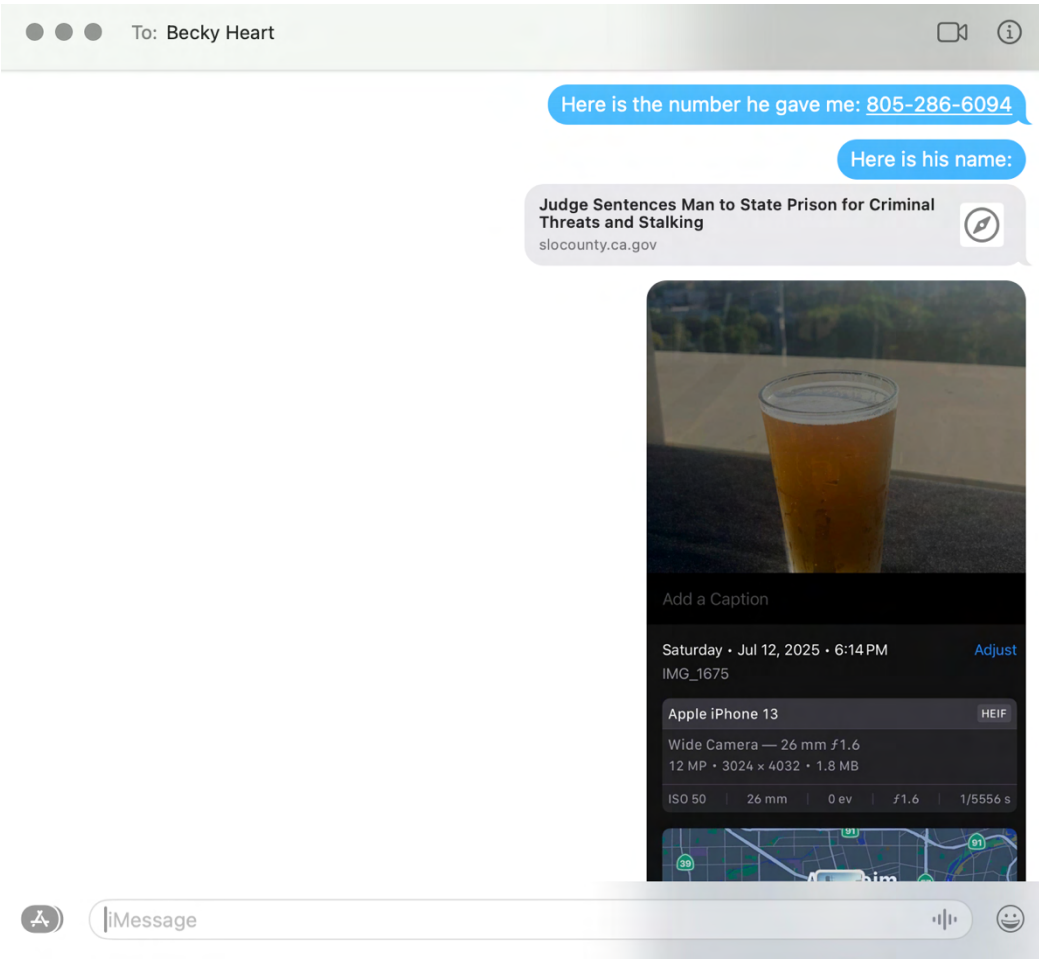 To: Becky Heart
Here is the number he gave me: 805-286-6094
Here is his name:
Judge Sentences Man to State Prison for Criminal
Threats and Stalking
slocounty.ca.gov
Add a Caption
Saturday • Jul 12, 2025 • 6:14 PM
Adjust
IMG_1675
Apple iPhone 13
HEIF
Wide Camera — 26 mm ƒ1.6
12 MP • 3024 × 4032 • 1.8 MB
ISO 50
26 mm
0 ev
ƒ1.6
1/5556 s
91
91
39
iMessage